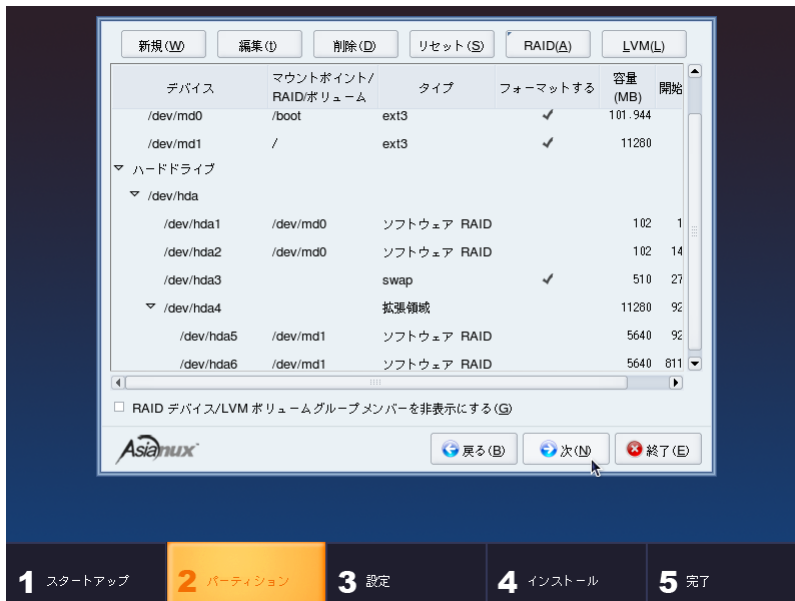 新規(W) 編集(t) 削除(D) リセット(S) RAID(A) LVM(L)
デバイス マウントポイント/ RAID/ボリューム タイプ フォーマットする 容量 (MB) 開始
/dev/md0 /boot ext3 101.944
/dev/md1 / ext3 11280
ハードドライブ
/dev/hda
/dev/hda1 /dev/md0 ソフトウェア RAID 102 1
/dev/hda2 /dev/md0 ソフトウェア RAID 102 14
/dev/hda3 swap 510 27
/dev/hda4 拡張領域 11280 92
/dev/hda5 /dev/md1 ソフトウェア RAID 5640 92
/dev/hda6 /dev/md1 ソフトウェア RAID 5640 811
RAID デバイス/LVM ボリュームグループメンバーを非表示にする(G)
Asianux 戻る(B) 次(N) 終了(E)
1 スタートアップ 2 パーティション 3 設定 4 インストール 5 完了